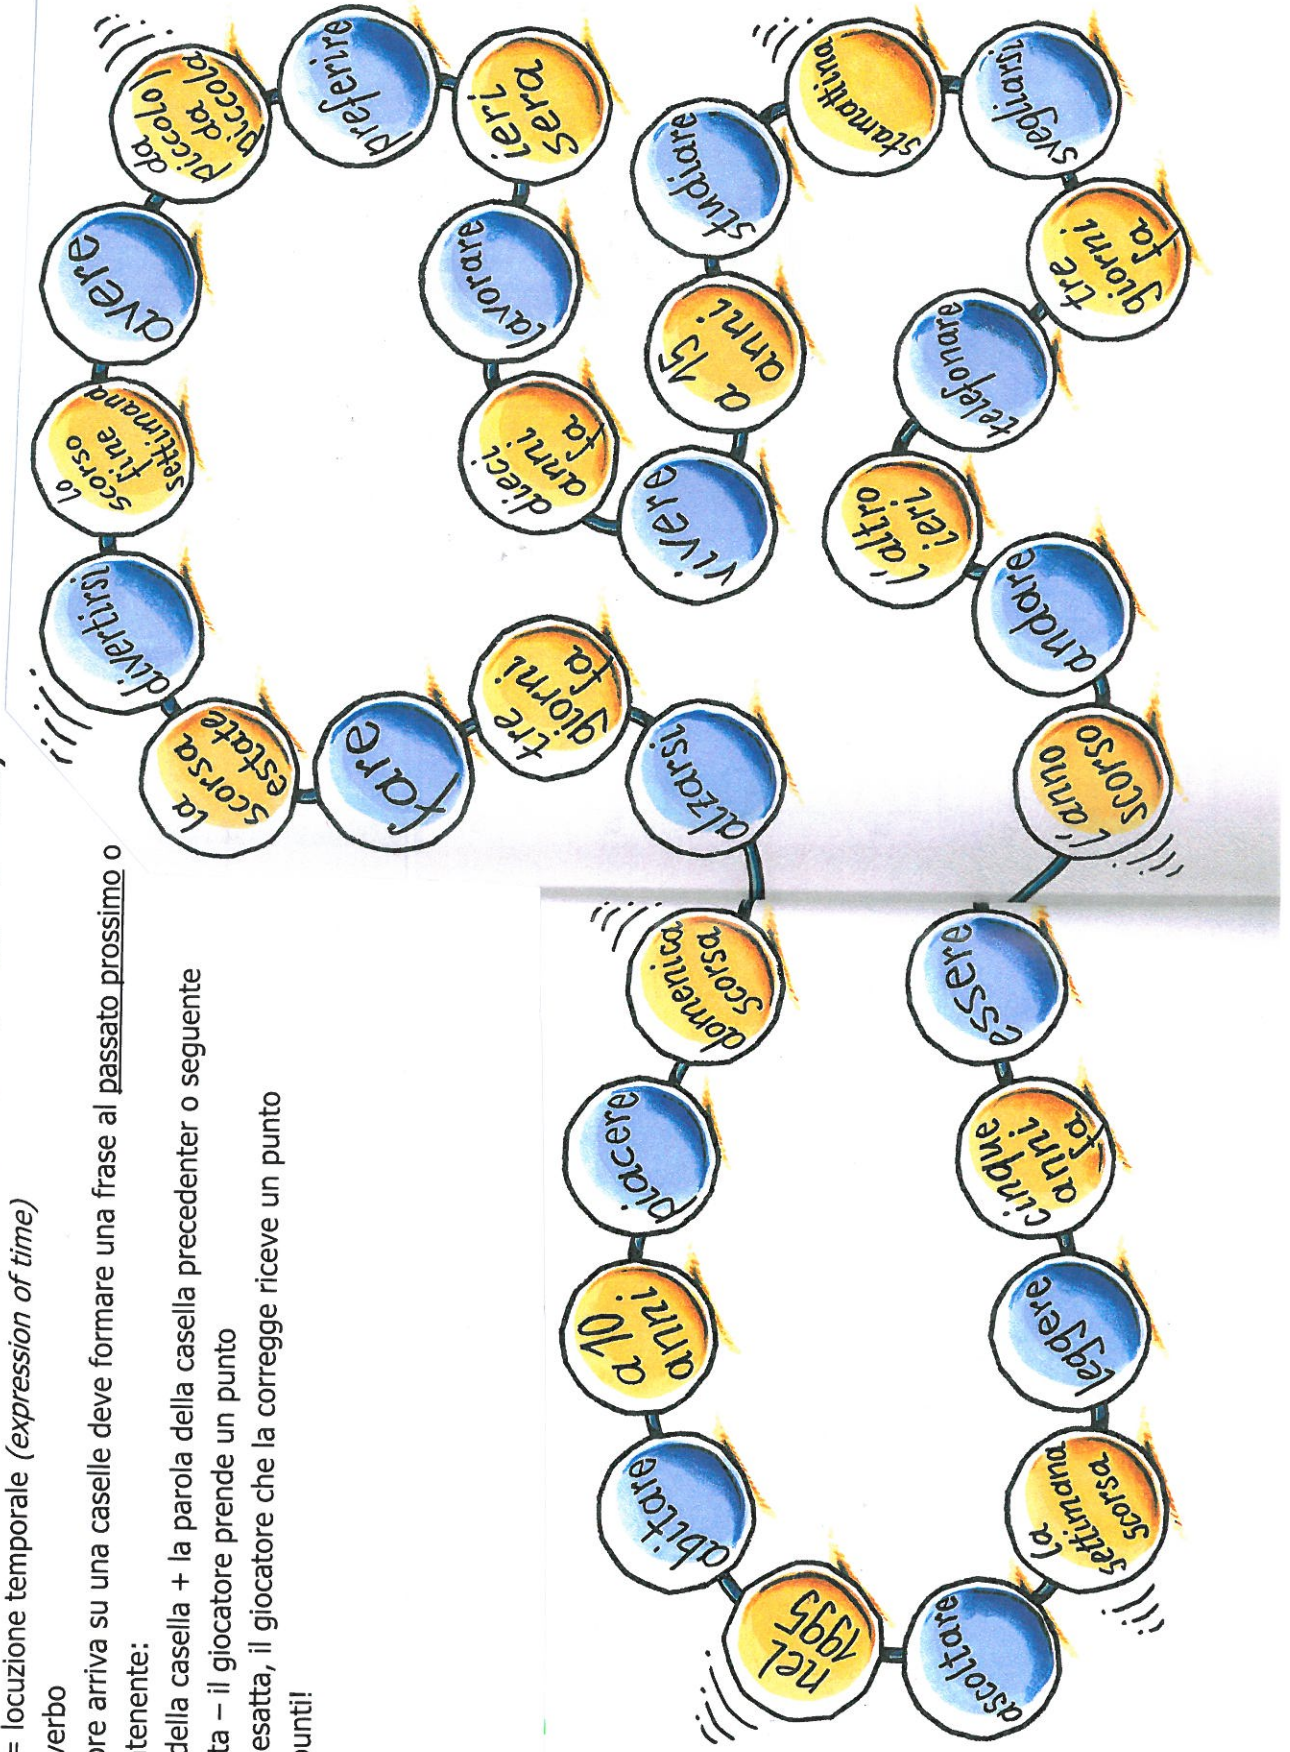 = locuzione temporale (expression of time)
verbo
ore arriva su una caselle deve formare una frase al passato prossimo o
tenente:
della casella + la parola della casella precedenter o seguente
ta – il giocatore prende un punto
esatta, il giocatore che la corregge riceve un punto
punti!
nel
1995
abitare
a 10
anni
piacere
domenica
scorsa
alzarsi
tre
giorni
fa
fare
la
scorsa
estate
divertirsi
lo
scorso
fine
settimana
avere
da
piccolo/
da
piccola
preferire
ieri
sera
lavorare
dieci
anni
fa
vivere
a 15
anni
studiare
stamattina
svegliarsi
tre
giorni
fa
telefonare
l'altro
ieri
andare
l'anno
scorso
essere
cinque
anni
fa
leggere
la
settimana
scorsa
ascoltare